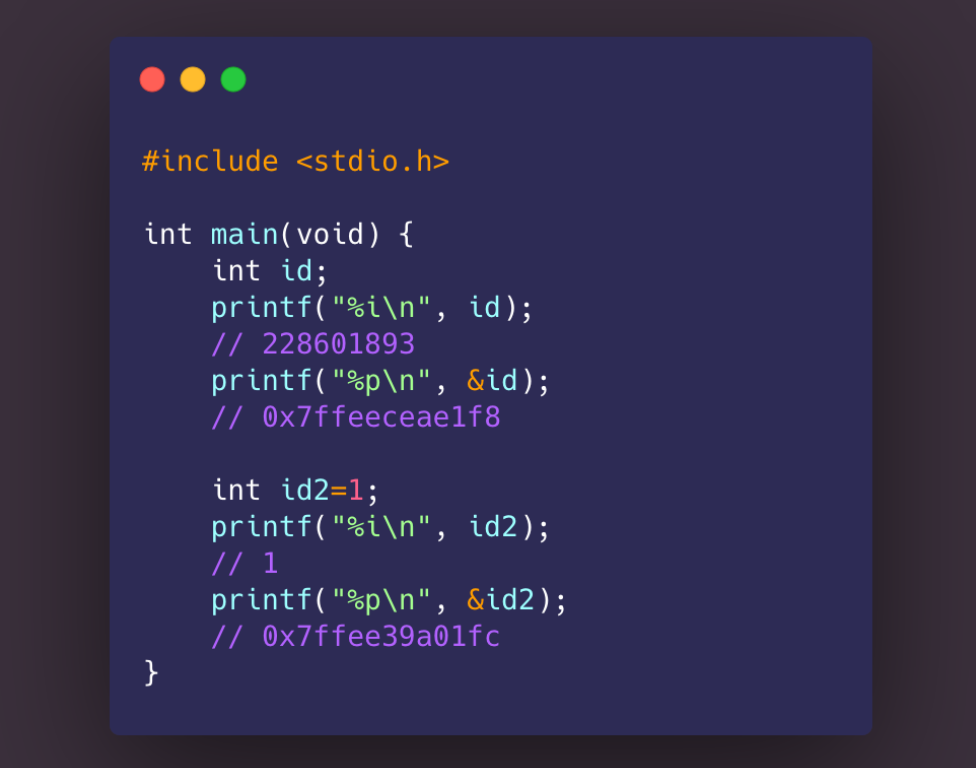 #include <stdio.h>

int main(void) {
    int id;
    printf("%i\n", id);
    // 228601893
    printf("%p\n", &id);
    // 0x7ffeeceae1f8

    int id2=1;
    printf("%i\n", id2);
    // 1
    printf("%p\n", &id2);
    // 0x7ffee39a01fc
}